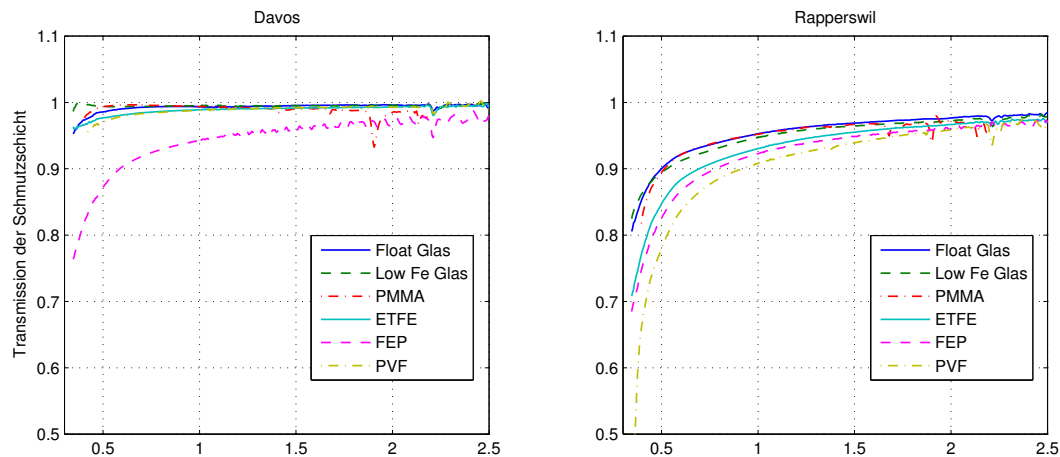 Davos
1.1
1
0.9
0.8
0.7
0.6
0.5
Transmission der Schmutzschicht
Float Glas
Low Fe Glas
PMMA
ETFE
FEP
PVF
0.5
1
1.5
2
2.5
Rapperswil
1.1
1
0.9
0.8
0.7
0.6
0.5
Float Glas
Low Fe Glas
PMMA
ETFE
FEP
PVF
0.5
1
1.5
2
2.5